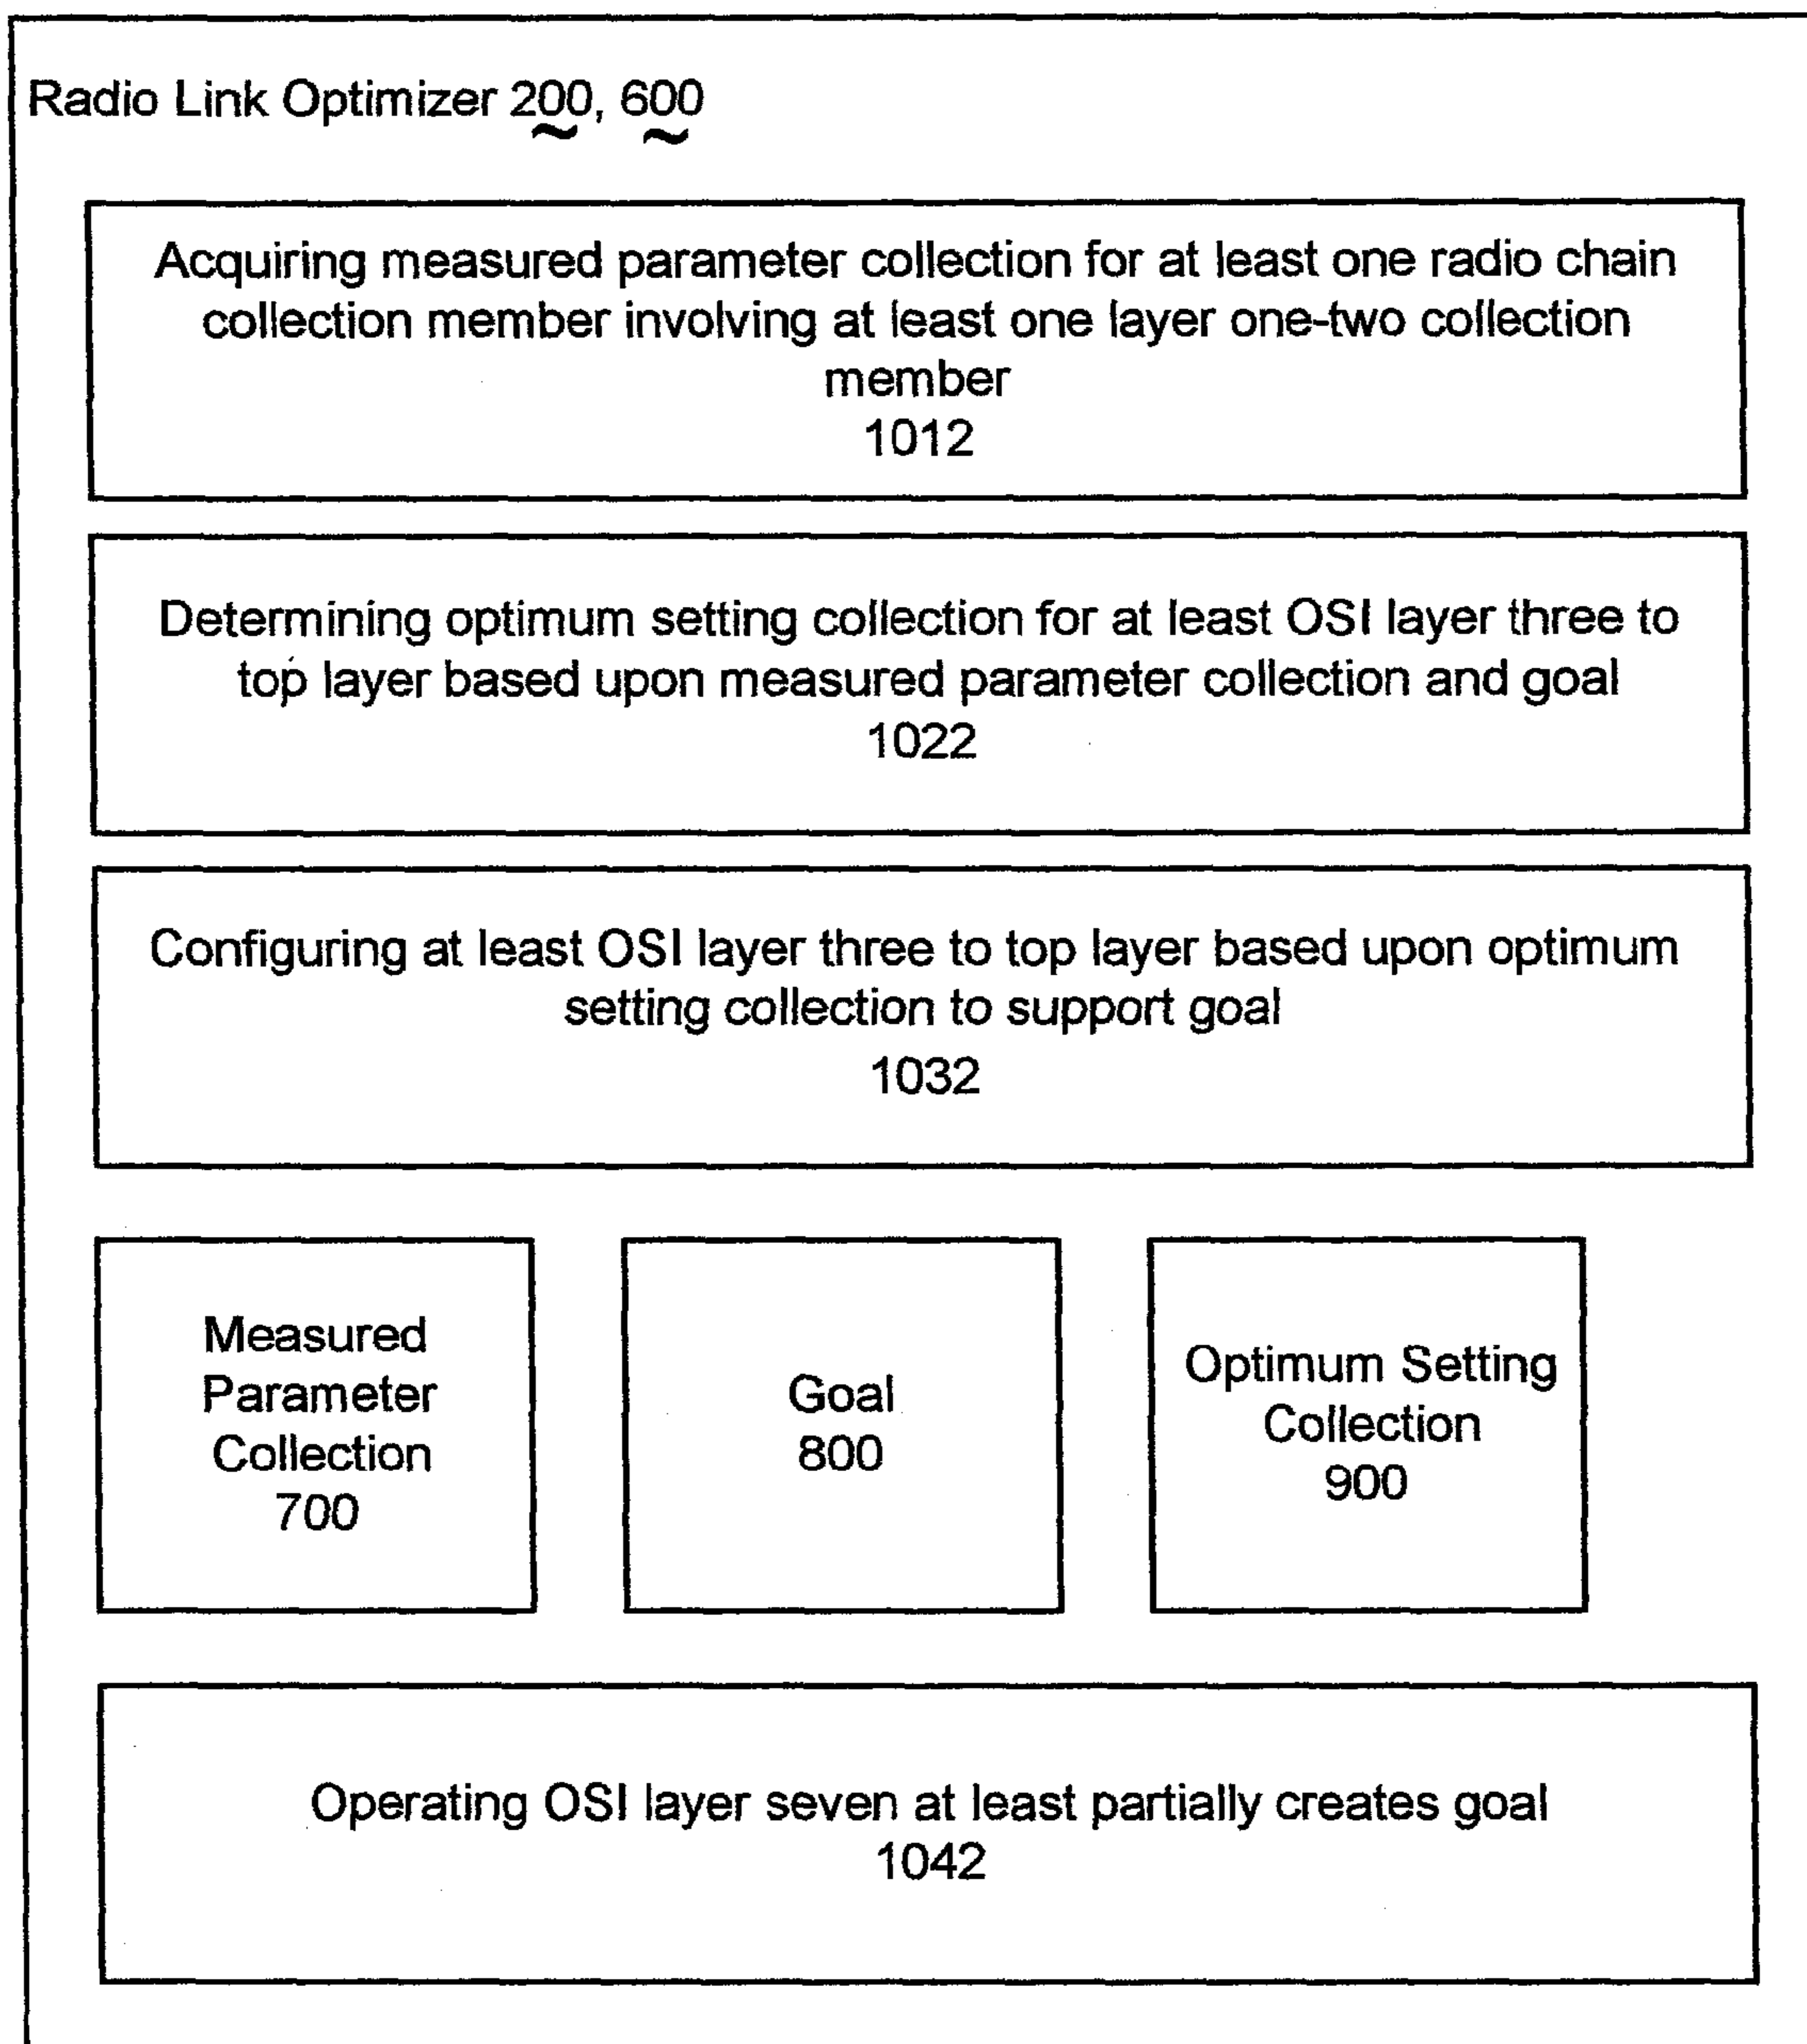 Radio Link Optimizer 200, 600
Acquiring measured parameter collection for at least one radio chain
collection member involving at least one layer one-two collection
member
1012
Determining optimum setting collection for at least OSI layer three to
top layer based upon measured parameter collection and goal
1022
Configuring at least OSI layer three to top layer based upon optimum
setting collection to support goal
1032
Measured
Parameter
Collection
700
Goal
800
Optimum Setting
Collection
900
Operating OSI layer seven at least partially creates goal
1042